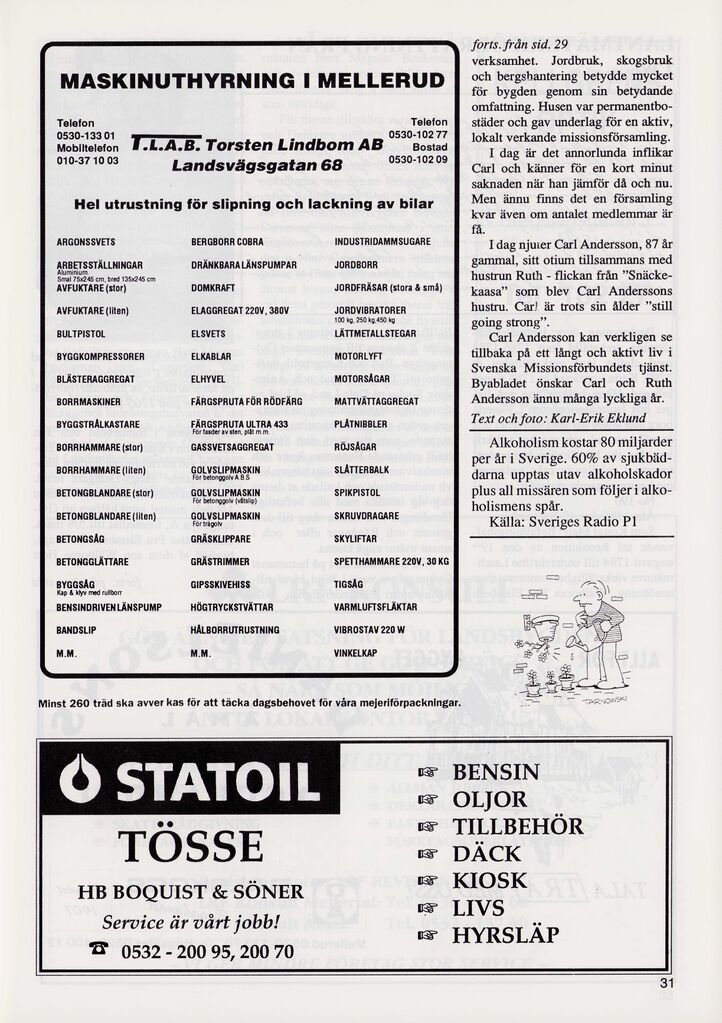 MASKINUTHYRNING I MELLERUD
Telefon
0530-133 01
Mobiltelefon
010-37 10 03
T.L.A.B. Torsten Lindbom AB
Landsvägsgatan 68
Telefon
0530-102 77
Bostad
0530-102 09
Hel utrustning för slipning och lackning av bilar
ARGONSSVETS
ARBETSSTÄLLNINGAR
Aluminium
Smal 75x245 cm, bred 135x245 cm
AVFUKTARE (stor)
AVFUKTARE (liten)
BULTPISTOL
BYGGKOMPRESSORER
BLÄSTERAGGREGAT
BORRMASKINER
BYGGSTRÅLKASTARE
BORRHAMMARE (stor)
BORRHAMMARE (liten)
BETONGBLANDARE (stor)
BETONGBLANDARE (liten)
BETONGSÅG
BETONGGLÄTTARE
BYGGSÅG
Kap & klyv med rullborr
BENSINDRIVEN LÄNSPUMP
BANDSLIP
M.M.
BERGBORR COBRA
DRÄNKBARA LÄNSPUMPAR
DOMKRAFT
ELAGGREGAT 220V, 380V
ELSVETS
ELKABLAR
ELHYVEL
FÄRGSPRUTA FÖR RÖDFÄRG
FÄRGSPRUTA ULTRA 433
För fasader av sten, plåt m.m.
GASSVETSAGGREGAT
GOLVSLIPMASKIN
För betonggolv A B S
GOLVSLIPMASKIN
För betonggolv (våtslip)
GOLVSLIPMASKIN
För trägolv
GRÄSKLIPPARE
GRÄSTRIMMER
GIPSSKIVEHISS
HÖGTRYCKSTVÄTTAR
HÅLBORRUTRUSTNING
M.M.
INDUSTRIDAMMSUGARE
JORDBORR
JORDFRÄSAR (stora & små)
JORDVIBRATORER
100 kg, 250 kg, 450 kg
LÄTTMETALLSTEGAR
MOTORLYFT
MOTORSÅGAR
MATTVÄTTAGGREGAT
PLÅTNIBBLER
RÖJSÅGAR
SLÅTTERBALK
SPIKPISTOL
SKRUVDRAGARE
SKYLIFTAR
SPETTHAMMARE 220V, 30 KG
TIGSÅG
VARMLUFTSFLÄKTAR
VIBROSTAV 220 W
VINKELKAP
Minst 260 träd ska avver kas för att täcka dagsbehovet för våra mejeriförpackningar.
forts.från sid. 29
verksamhet. Jordbruk, skogsbruk
och bergshantering betydde mycket
för bygden genom sin betydande
omfattning. Husen var permanentbo-
städer och gav underlag för en aktiv,
lokalt verkande missionsförsamling.
I dag är det annorlunda inflikar
Carl och känner för en kort minut
saknaden när han jämför då och nu.
Men ännu finns det en församling
kvar även om antalet medlemmar är
få.
I dag njuter Carl Andersson, 87 år
gammal, sitt otium tillsammans med
hustrun Ruth - flickan från "Snäcke-
kaasa" som blev Carl Anderssons
hustru. Carl är trots sin ålder "still
going strong".
Carl Andersson kan verkligen se
tillbaka på ett långt och aktivt liv i
Svenska Missionsförbundets tjänst.
Byabladet önskar Carl och Ruth
Andersson ännu många lyckliga år.
Text och foto: Karl-Erik Eklund
Alkoholism kostar 80 miljarder
per år i Sverige. 60% av sjukbäd-
darna upptas utav alkoholskador
plus all missären som följer i alko-
holismens spår.
Källa: Sveriges Radio P1
TARNOWSKI
STATOIL
TÖSSE
HB BOQUIST & SÖNER
Service är vårt jobb!
☎ 0532 - 200 95, 200 70
☞ BENSIN
☞ OLJOR
☞ TILLBEHÖR
☞ DÄCK
☞ KIOSK
☞ LIVS
☞ HYRSLÄP
31